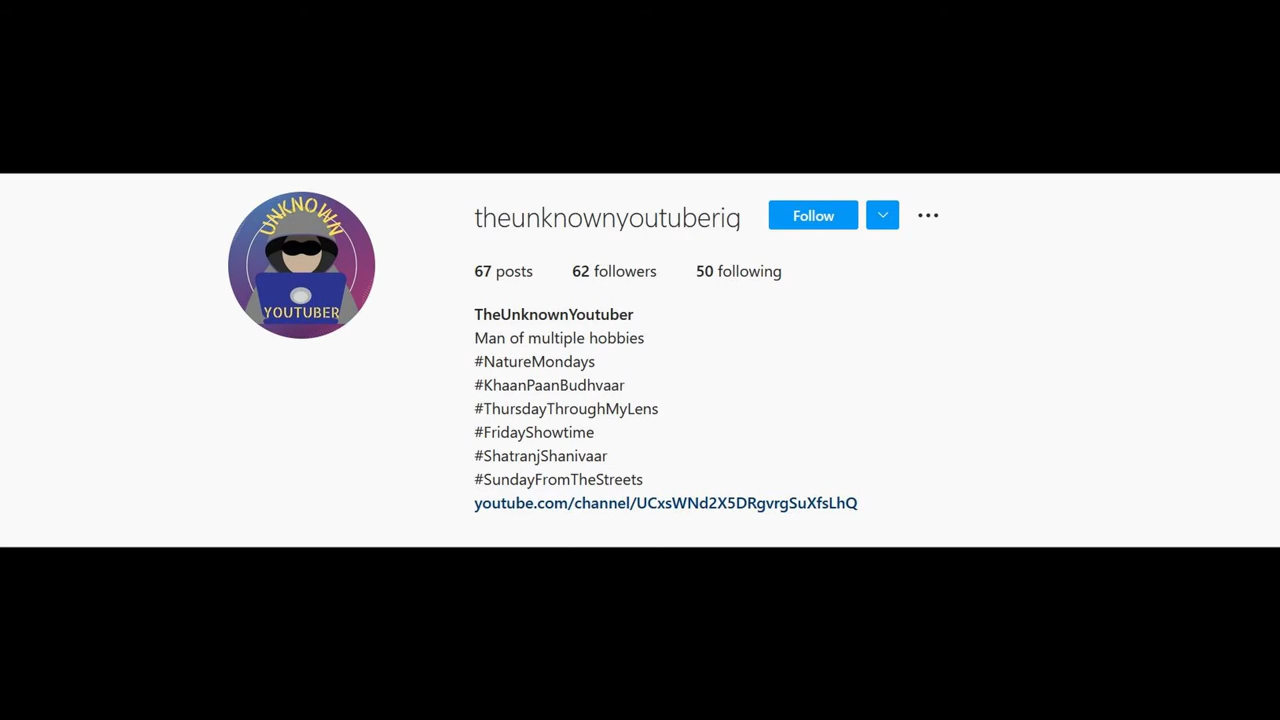 UNKNOWN
YOUTUBER
theunknownyoutuberig Follow
67 posts 62 followers 50 following
TheUnknownYoutuber
Man of multiple hobbies
#NatureMondays
#KhaanPaanBudhvaar
#ThursdayThroughMyLens
#FridayShowtime
#ShatranjShanivaar
#SundayFromTheStreets
youtube.com/channel/UCxsWNd2X5DRgvrgSuXfsLhQ